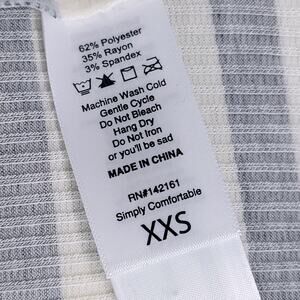 62% Polyester
35% Rayon
3% Spandex
Machine Wash Cold
Gentle Cycle
Do Not Bleach
Hang Dry
Do Not Iron
or you'll be sad
MADE IN CHINA
RN#142161
Simply Comfortable
XXS